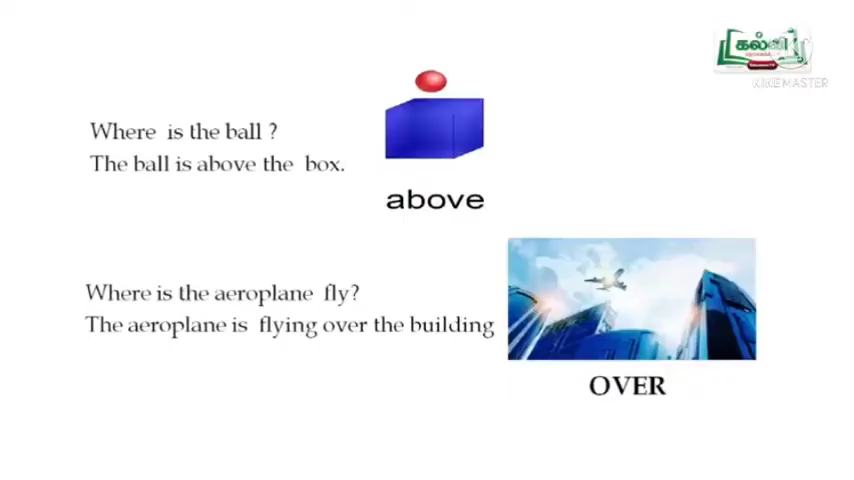 கல்வி
KINEMASTER
Where is the ball ?
The ball is above the box.
above
Where is the aeroplane fly?
The aeroplane is flying over the building
OVER